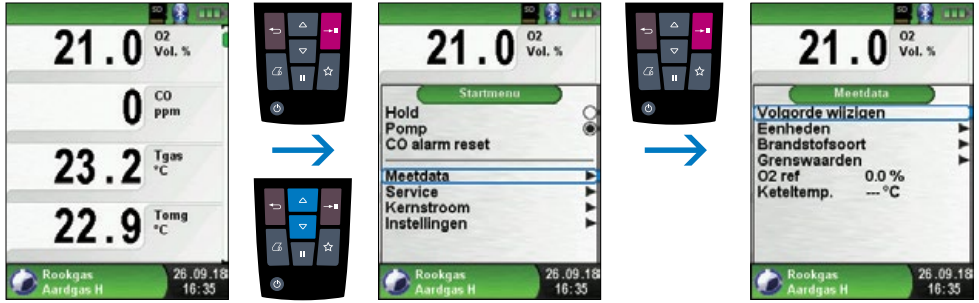 SD
21.0 O2 Vol. %
0 CO ppm
23.2 Tgas °C
22.9 Tomg °C
Rookgas 26.09.18
Aardgas H 16:35
SD
21.0 O2 Vol. %
Startmenu
Hold
Pomp
CO alarm reset
Meetdata
Service
Kernstroom
Instellingen
Rookgas 26.09.18
Aardgas H 16:35
SD
21.0 O2 Vol. %
Meetdata
Volgorde wijzigen
Eenheden
Brandstofsoort
Grenswaarden
O2 ref 0.0 %
Keteltemp. --- °C
Rookgas 26.09.18
Aardgas H 16:35